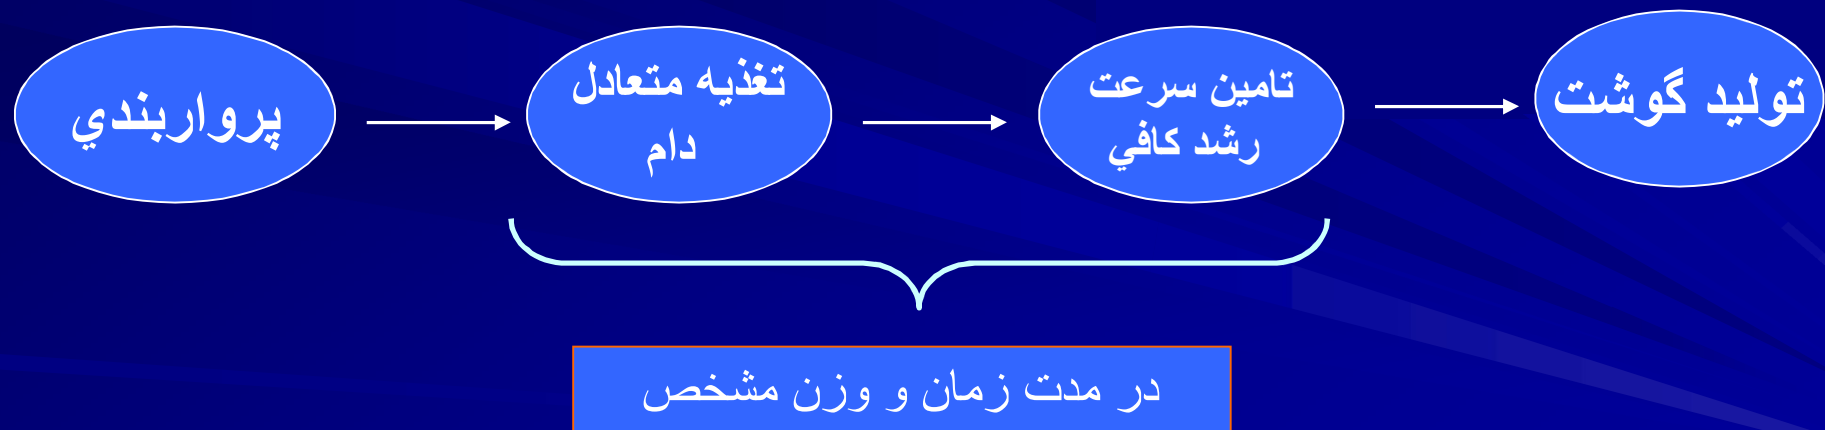 پرواربندي
تغذيه متعادل
دام
تامين سرعت
رشد كافي
توليد گوشت
در مدت زمان و وزن مشخص